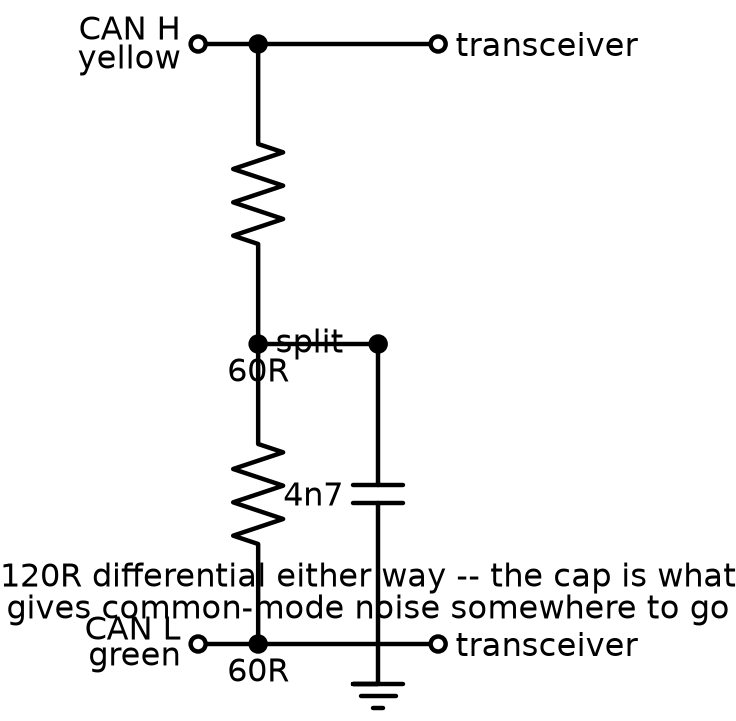 CAN H
yellow
transceiver
split
60R
4n7
120R differential either way -- the cap is what
gives common-mode noise somewhere to go
CAN L
green
transceiver
60R